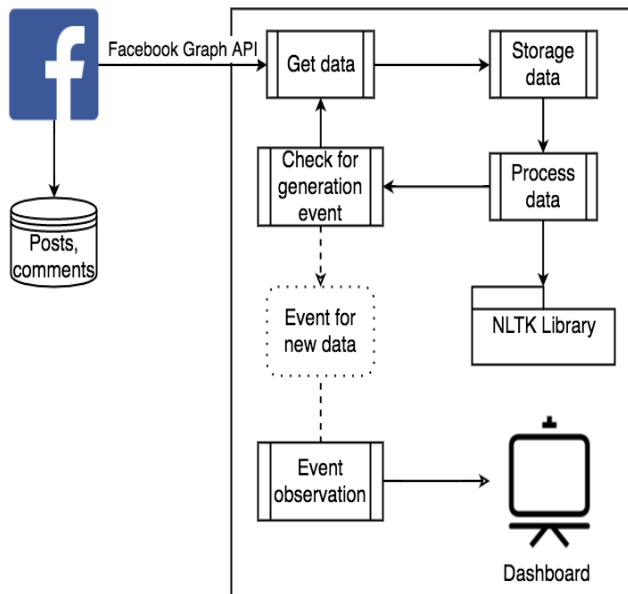 Facebook Graph API
Get data
Storage
data
Check for
generation
event
Process
data
Posts,
comments
Event for
new data
NLTK Library
Event
observation
Dashboard